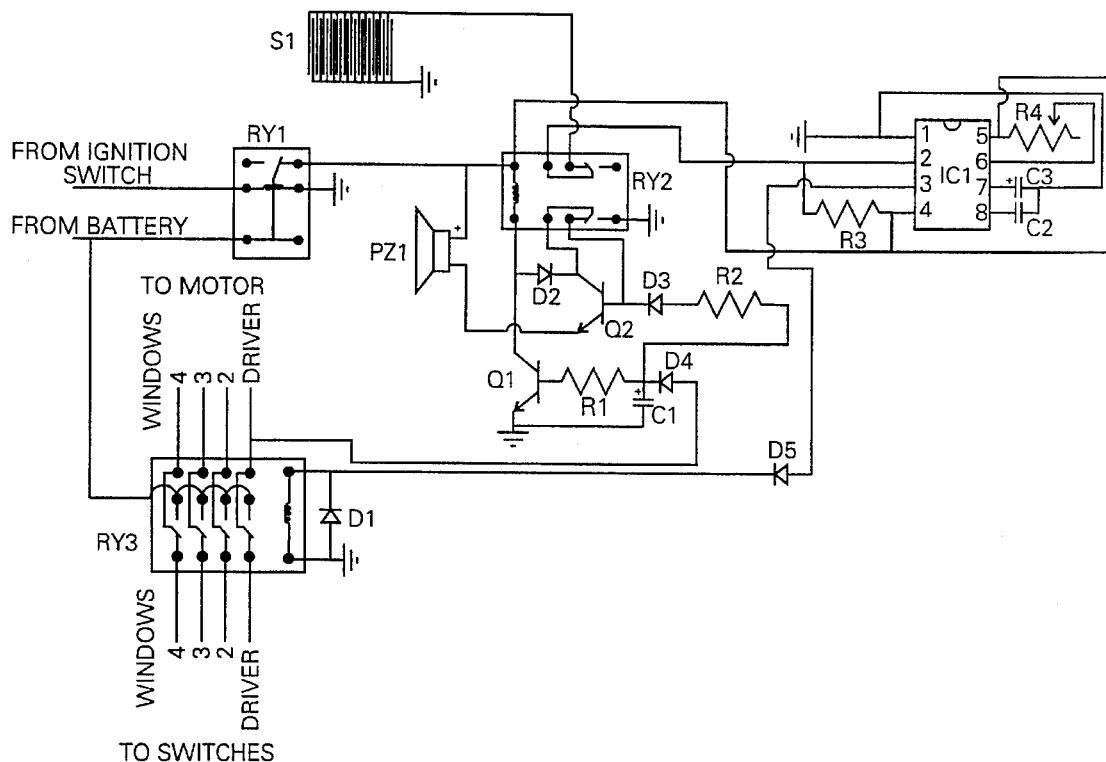 S1
RY1
FROM IGNITION
SWITCH
FROM BATTERY
RY2
PZ1
+
D2
Q2
D3
R2
Q1
R1
+
C1
D4
D5
1
2
3
4
IC1
5
6
7
8
R4
+
C3
C2
R3
TO MOTOR
WINDOWS
4
3
2
DRIVER
RY3
D1
WINDOWS
4
3
2
DRIVER
TO SWITCHES